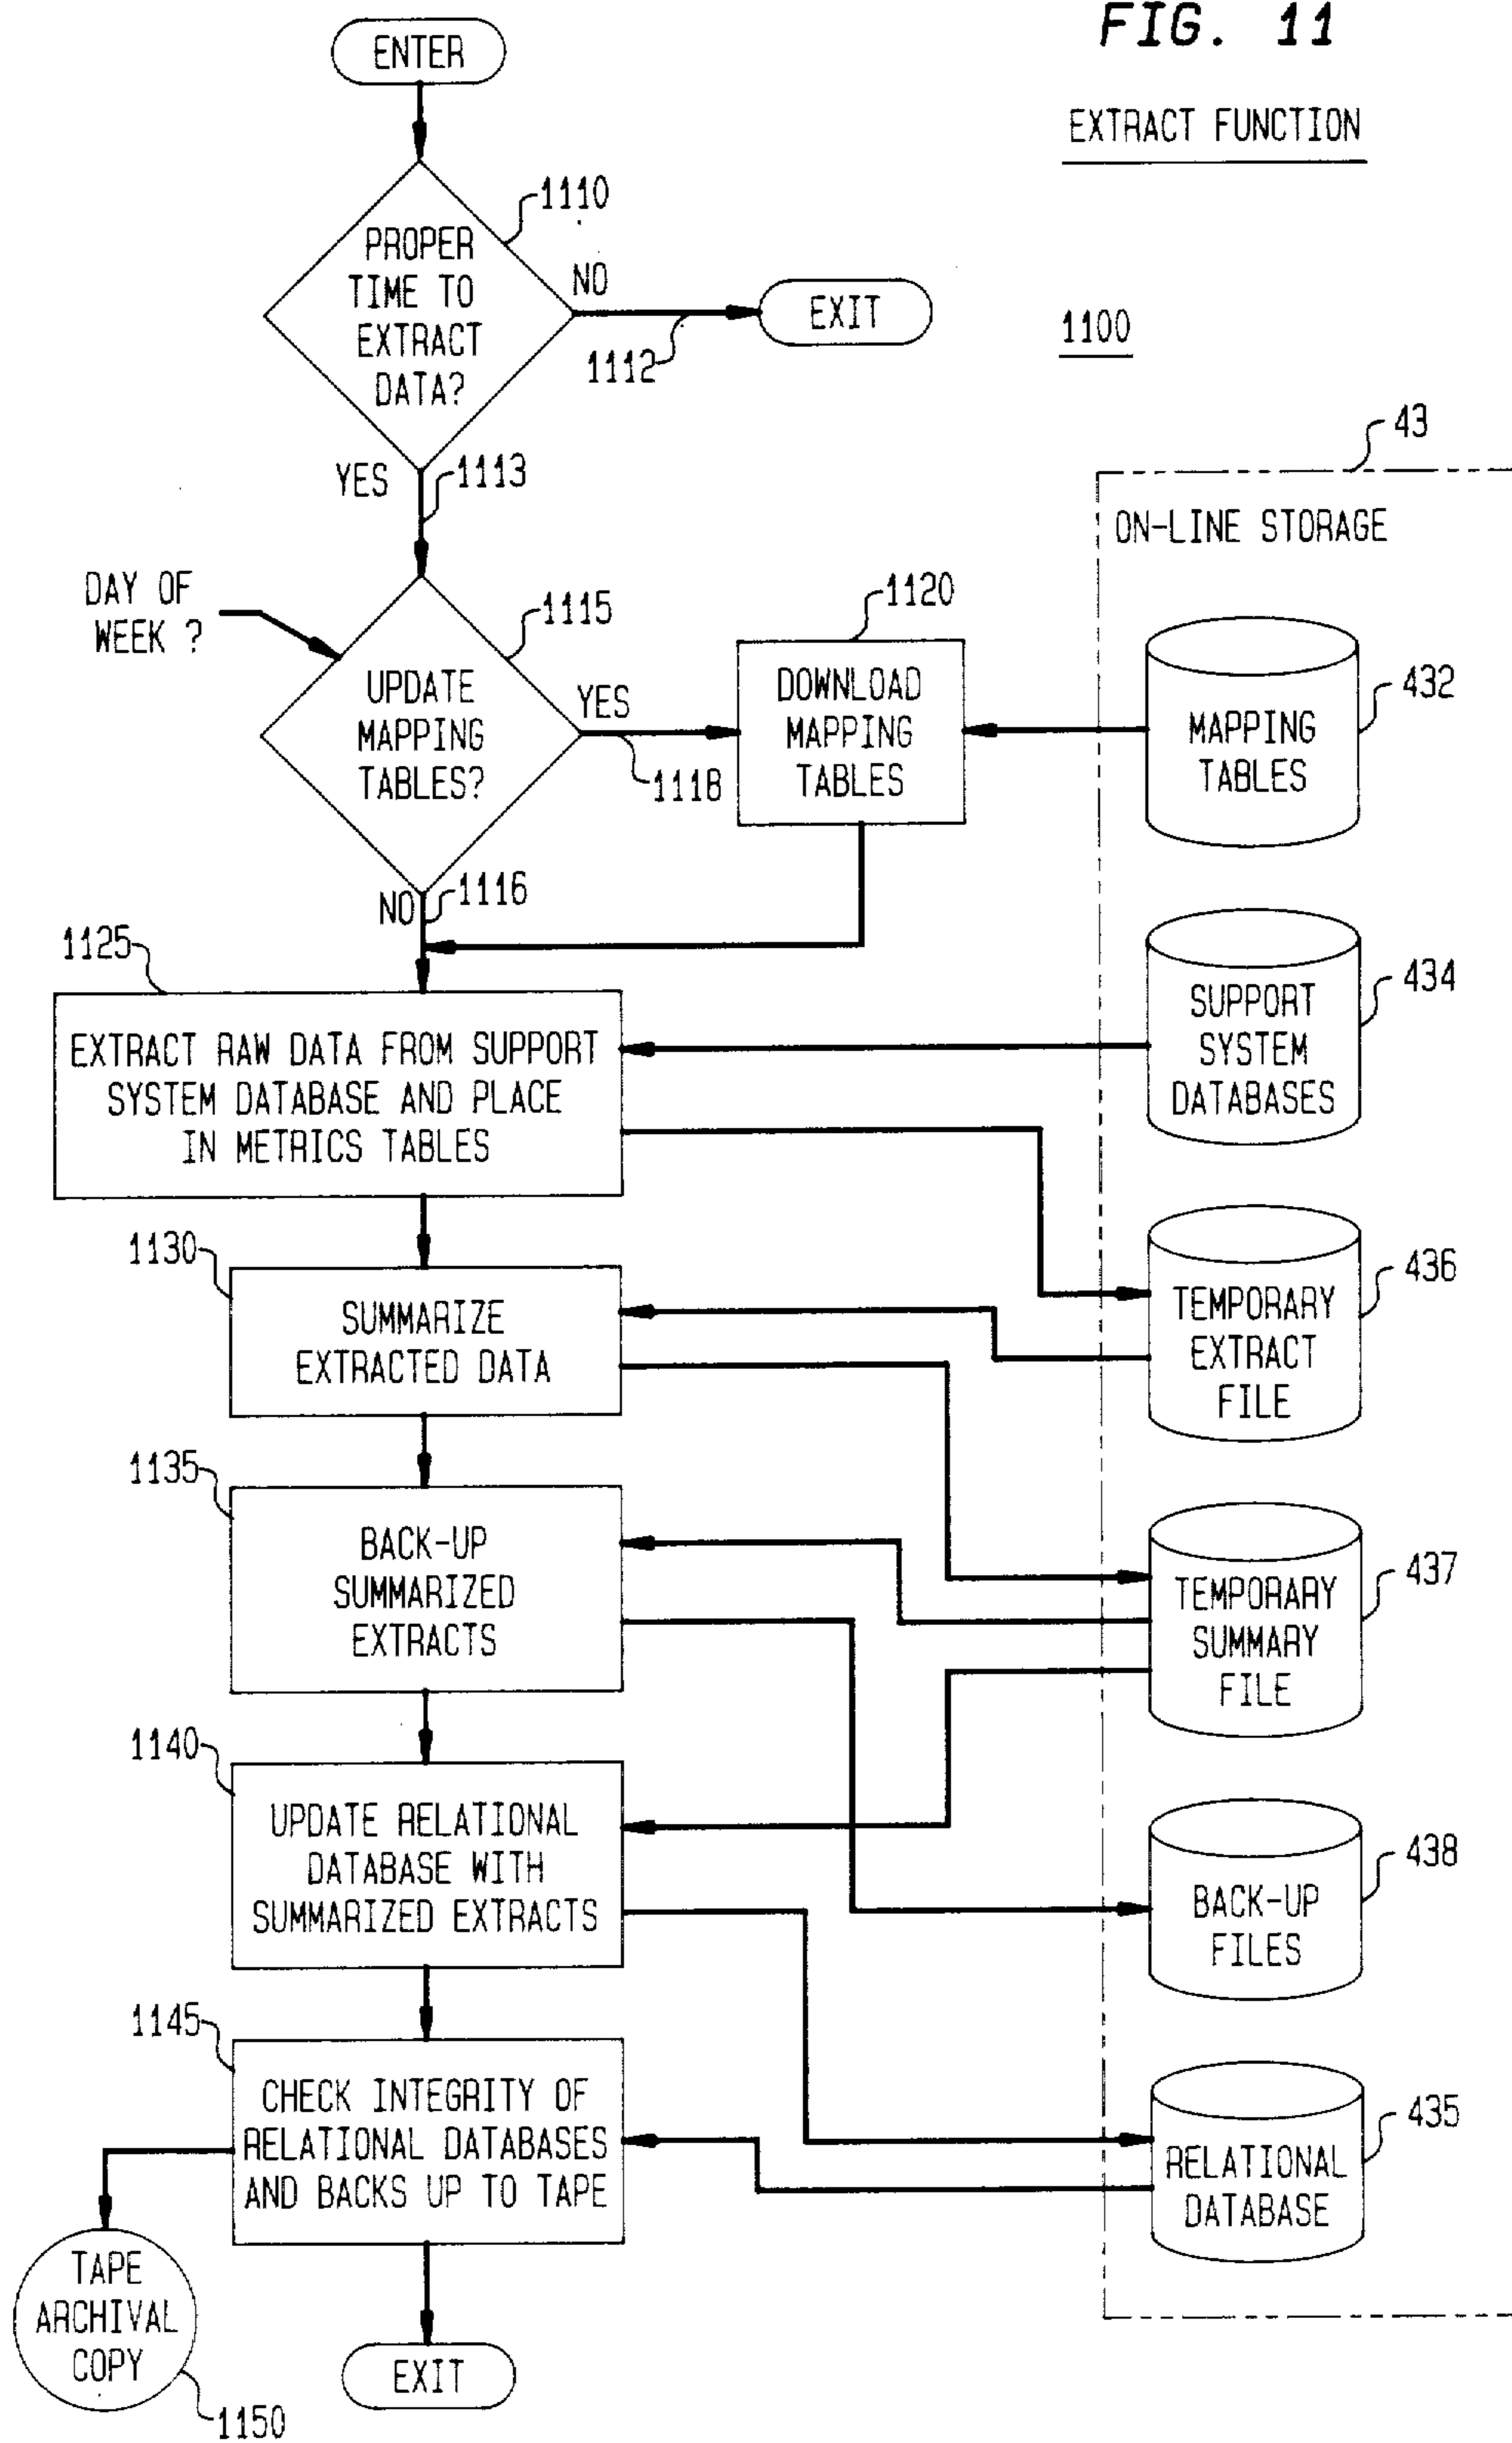 FIG. 11
EXTRACT FUNCTION
1100
ENTER
1110
PROPER
TIME TO
EXTRACT
DATA?
NO
1112
EXIT
YES
1113
43
ON-LINE STORAGE
DAY OF
WEEK ?
1115
UPDATE
MAPPING
TABLES?
YES
1118
1120
DOWNLOAD
MAPPING
TABLES
432
MAPPING
TABLES
NO
1116
1125
EXTRACT RAW DATA FROM SUPPORT
SYSTEM DATABASE AND PLACE
IN METRICS TABLES
434
SUPPORT
SYSTEM
DATABASES
1130
SUMMARIZE
EXTRACTED DATA
436
TEMPORARY
EXTRACT
FILE
1135
BACK-UP
SUMMARIZED
EXTRACTS
437
TEMPORARY
SUMMARY
FILE
1140
UPDATE RELATIONAL
DATABASE WITH
SUMMARIZED EXTRACTS
438
BACK-UP
FILES
1145
CHECK INTEGRITY OF
RELATIONAL DATABASES
AND BACKS UP TO TAPE
435
RELATIONAL
DATABASE
TAPE
ARCHIVAL
COPY
1150
EXIT